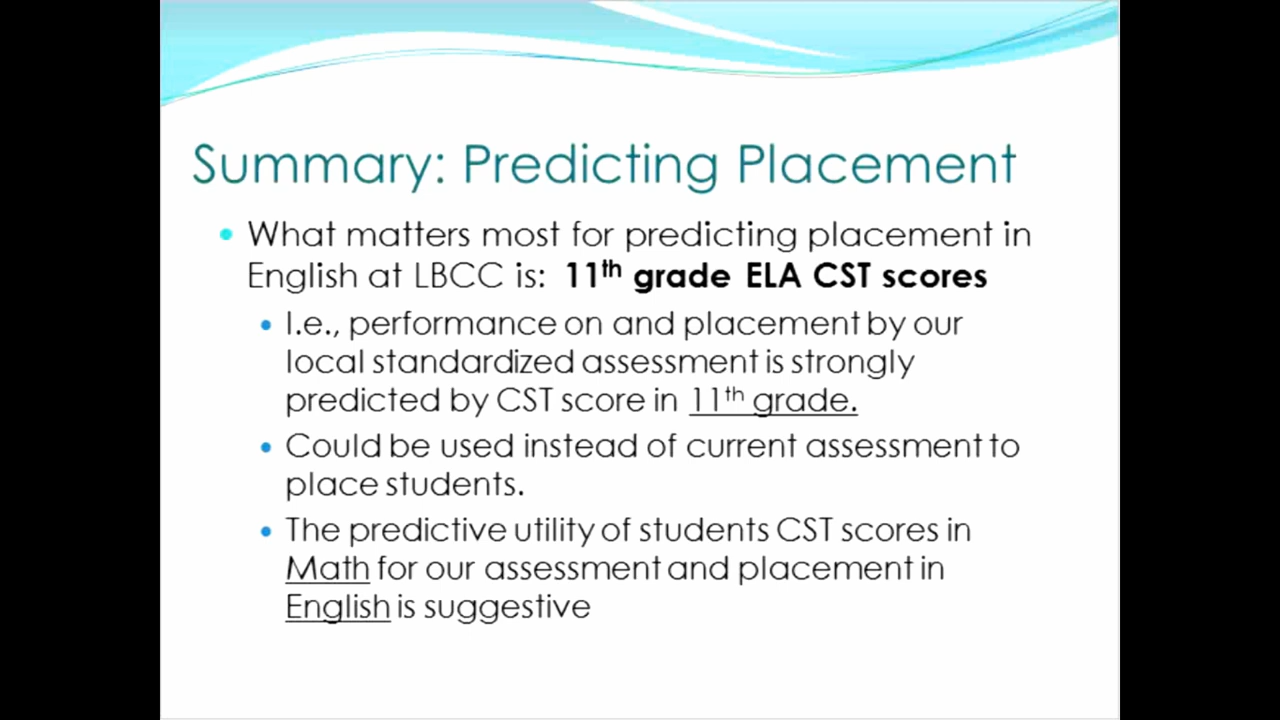 Summary: Predicting Placement
What matters most for predicting placement in
English at LBCC is: 11th grade ELA CST scores
I.e., performance on and placement by our
local standardized assessment is strongly
predicted by CST score in 11th grade.
Could be used instead of current assessment to
place students.
The predictive utility of students CST scores in
Math for our assessment and placement in
English is suggestive